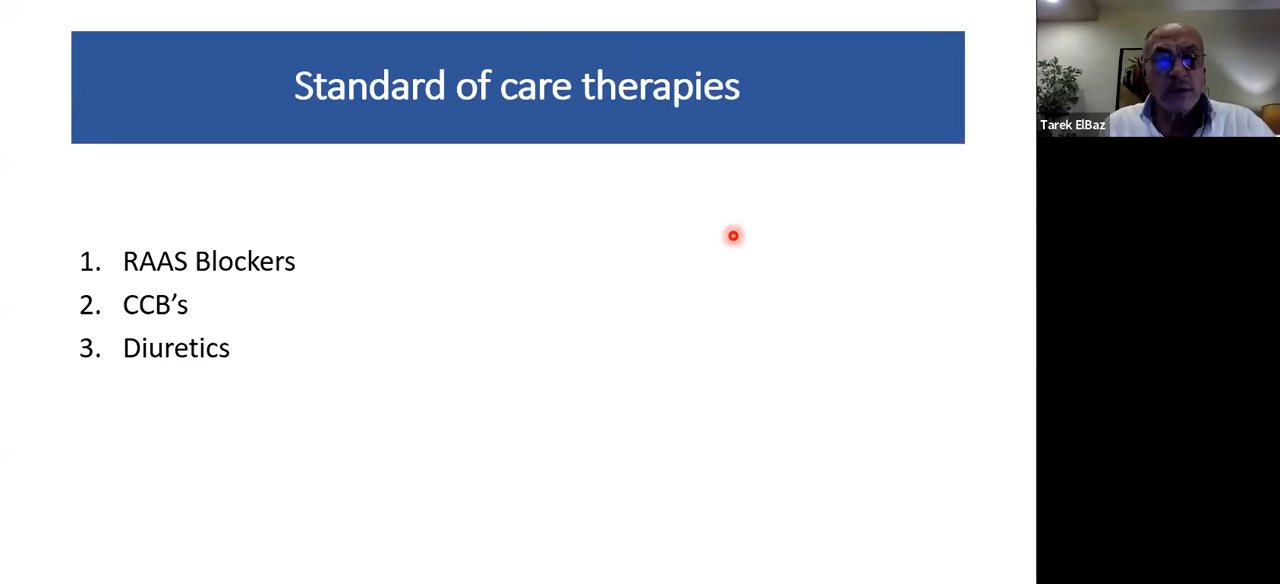 Standard of care therapies
Tarek ElBaz
1. RAAS Blockers
2. CCB’s
3. Diuretics